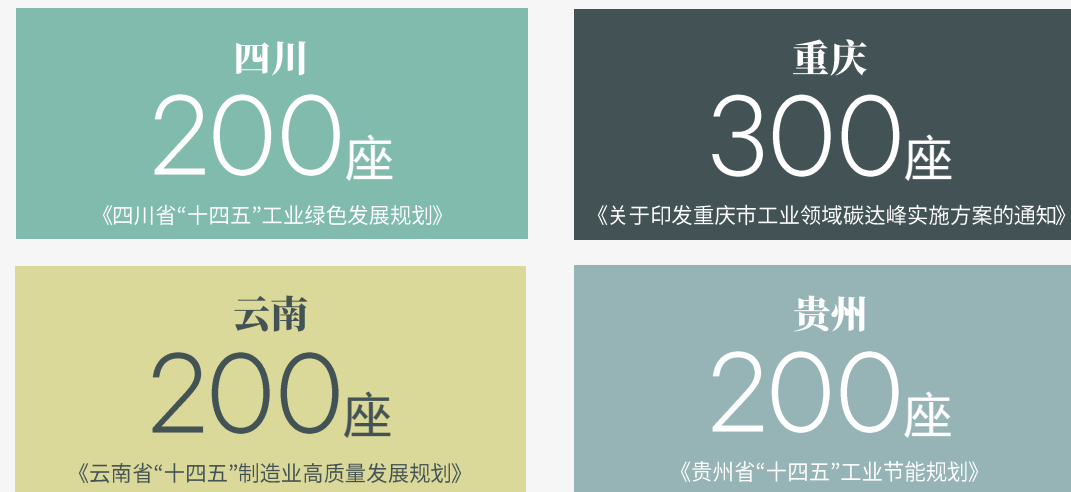 四川
200座
《四川省“十四五”工业绿色发展规划》
重庆
300座
《关于印发重庆市工业领域碳达峰实施方案的通知》
云南
200座
《云南省“十四五”制造业高质量发展规划》
贵州
200座
《贵州省“十四五”工业节能规划》